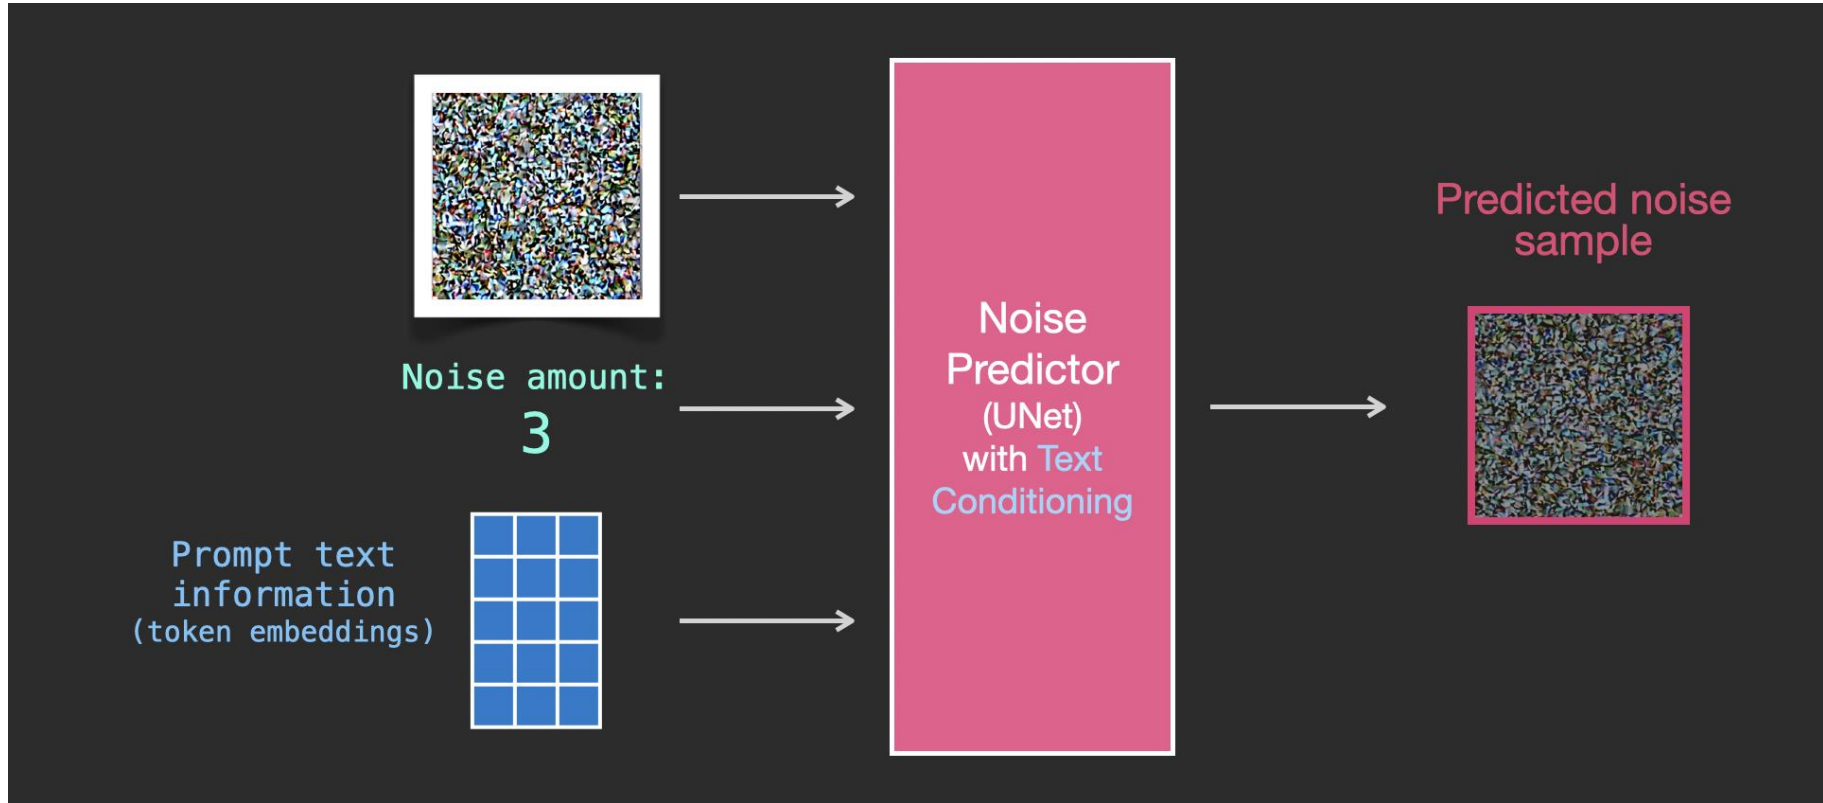 Noise amount:
3
Prompt text
information
(token embeddings)
Noise
Predictor
(UNet)
with Text
Conditioning
Predicted noise
sample